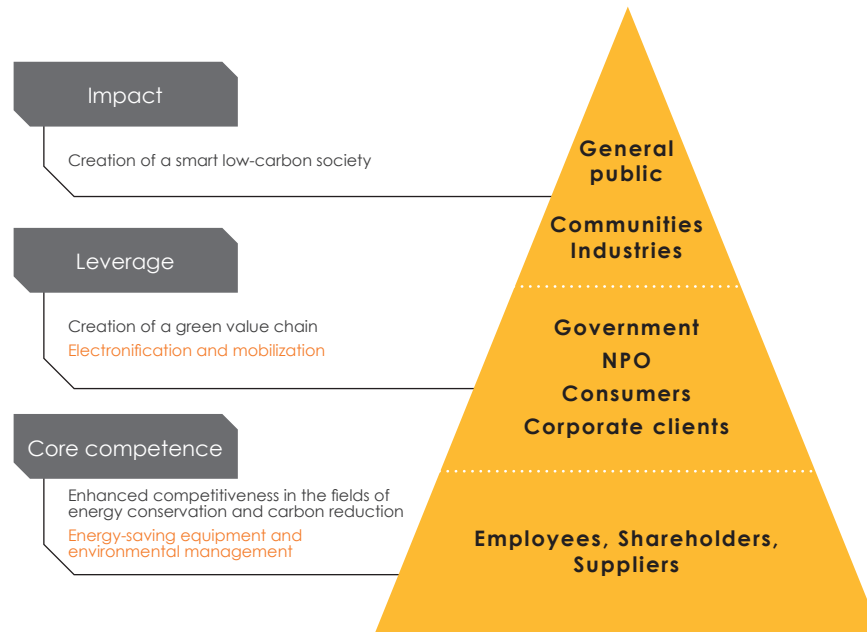 Impact
Creation of a smart low-carbon society
General
public
Communities
Industries
Leverage
Creation of a green value chain
Electronification and mobilization
Government
NPO
Consumers
Corporate clients
Core competence
Enhanced competitiveness in the fields of
energy conservation and carbon reduction
Energy-saving equipment and
environmental management
Employees, Shareholders,
Suppliers